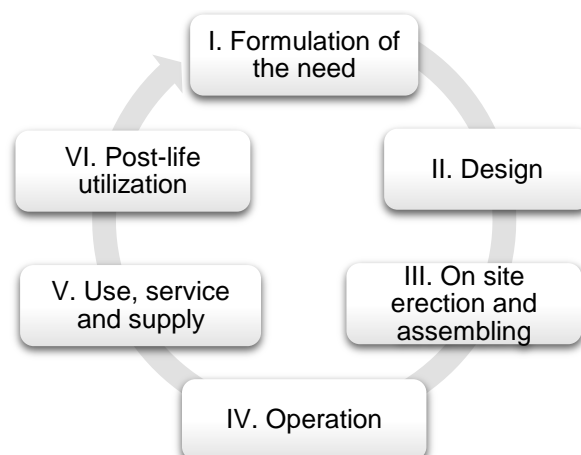 I. Formulation of
the need
II. Design
III. On site
erection and
assembling
IV. Operation
V. Use, service
and supply
VI. Post-life
utilization